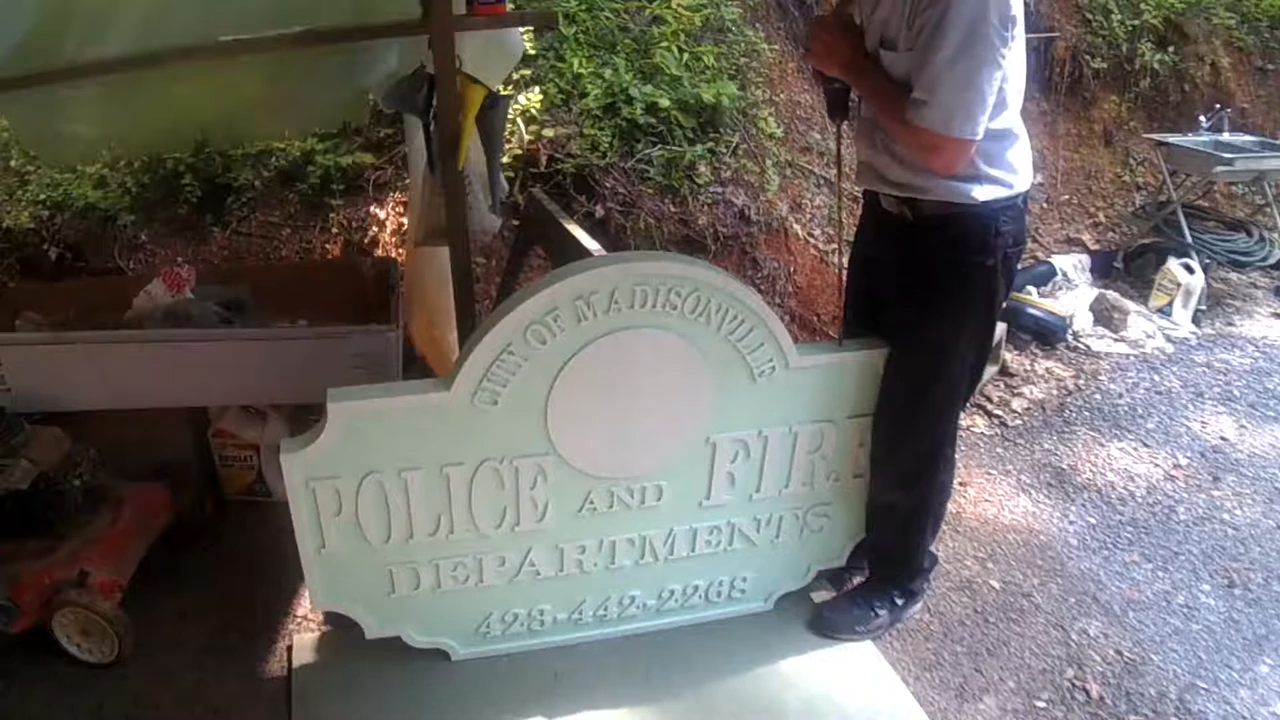 CITY OF MADISONVILLE
POLICE AND FIRE
DEPARTMENTS
423-442-2268